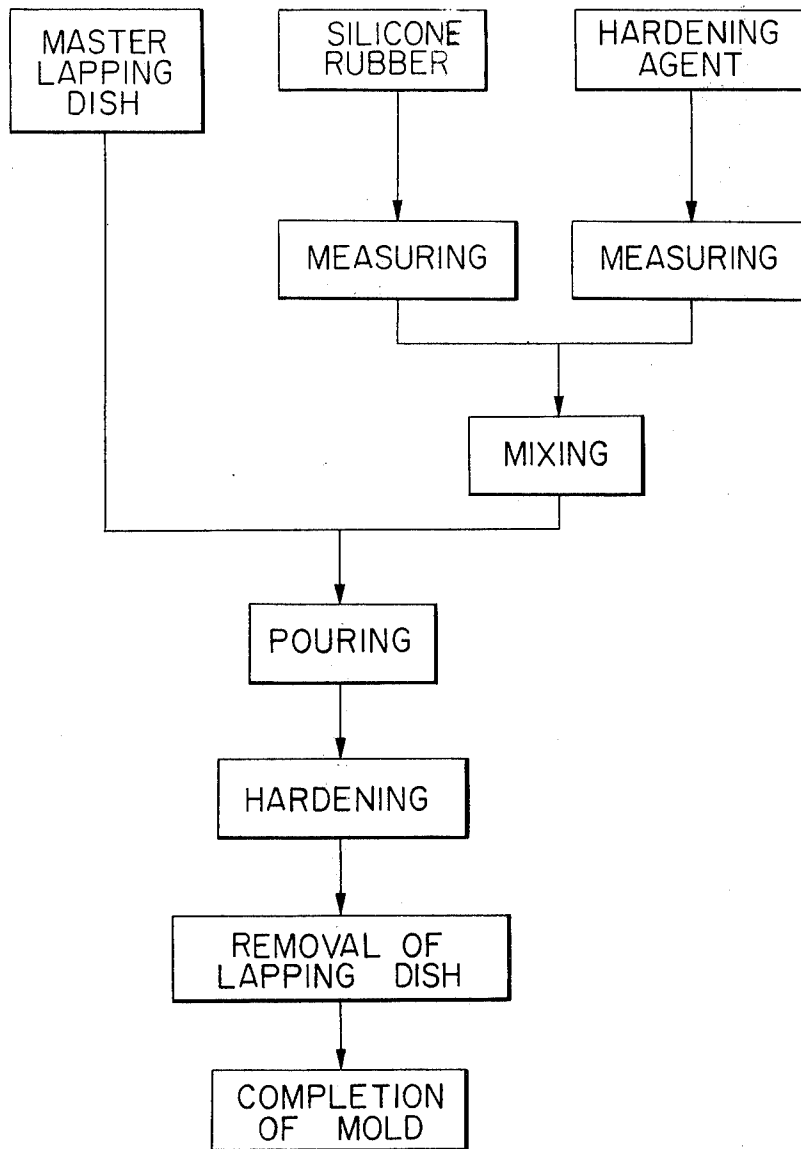 MASTER
LAPPING
DISH
SILICONE
RUBBER
HARDENING
AGENT
MEASURING
MEASURING
MIXING
POURING
HARDENING
REMOVAL OF
LAPPING DISH
COMPLETION
OF MOLD